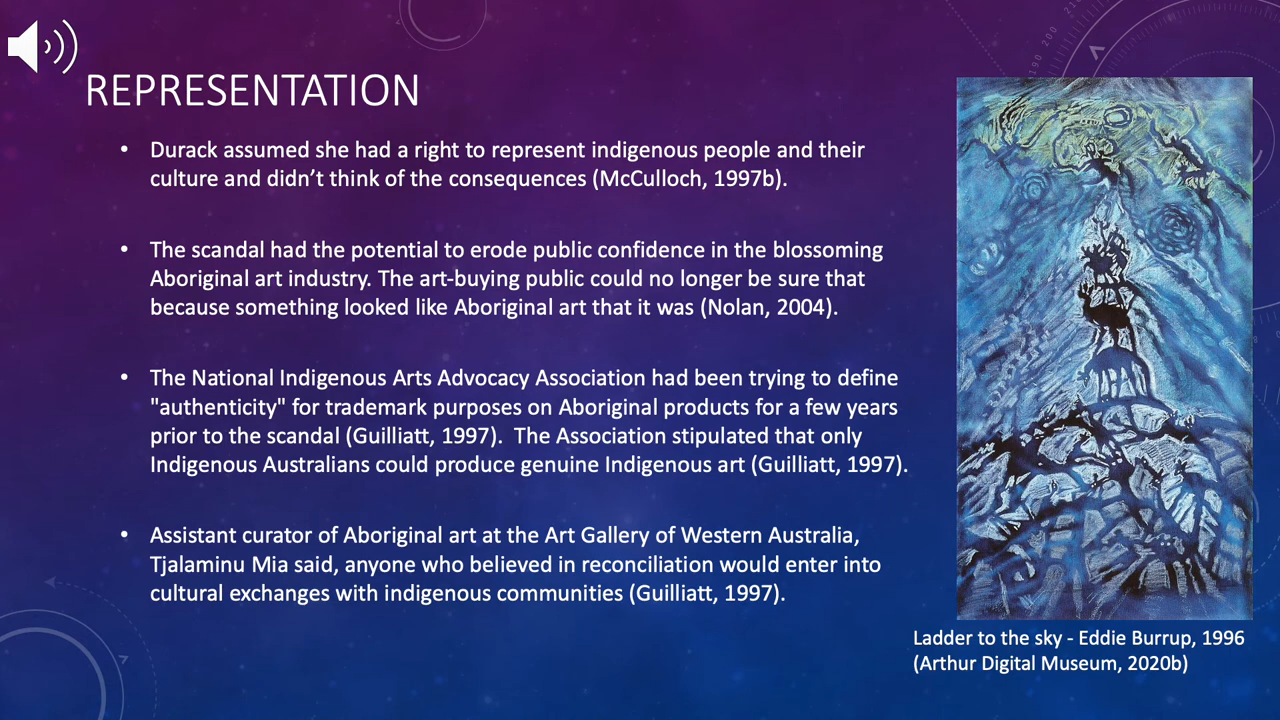 REPRESENTATION
• Durack assumed she had a right to represent indigenous people and their
culture and didn’t think of the consequences (McCulloch, 1997b).
• The scandal had the potential to erode public confidence in the blossoming
Aboriginal art industry. The art-buying public could no longer be sure that
because something looked like Aboriginal art that it was (Nolan, 2004).
• The National Indigenous Arts Advocacy Association had been trying to define
"authenticity" for trademark purposes on Aboriginal products for a few years
prior to the scandal (Guilliatt, 1997).  The Association stipulated that only
Indigenous Australians could produce genuine Indigenous art (Guilliatt, 1997).
• Assistant curator of Aboriginal art at the Art Gallery of Western Australia,
Tjalaminu Mia said, anyone who believed in reconciliation would enter into
cultural exchanges with indigenous communities (Guilliatt, 1997).
Ladder to the sky - Eddie Burrup, 1996
(Arthur Digital Museum, 2020b)
190 200 210